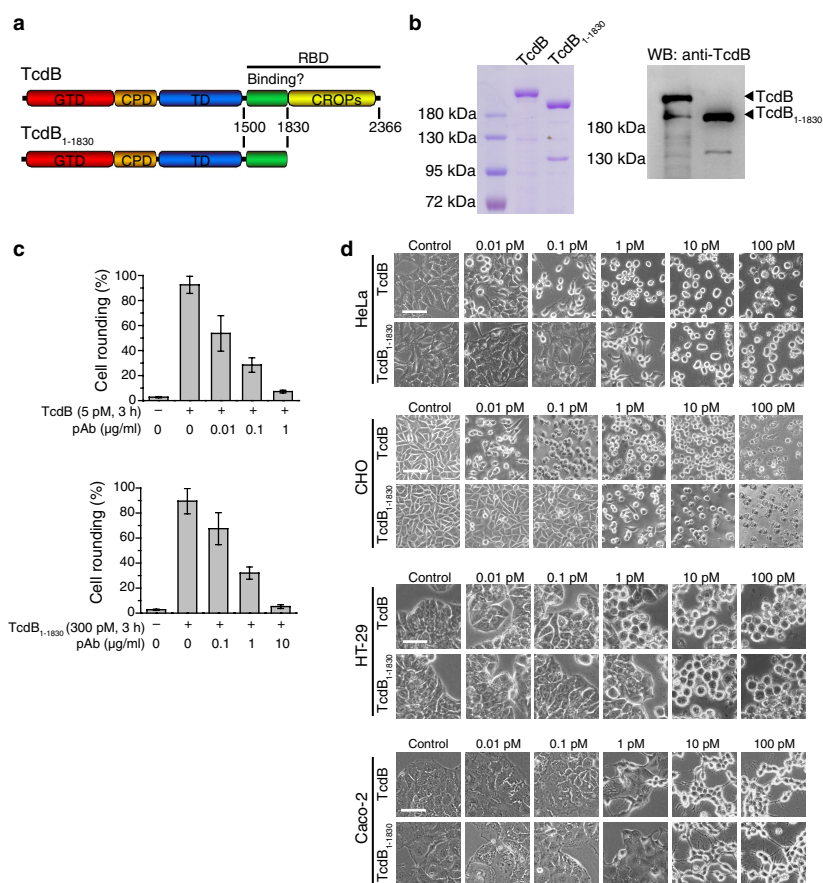 a
RBD
TcdB
Binding?
GTD CPD TD CROPs
1500 1830 2366
TcdB1-1830
GTD CPD TD
b
TcdB TcdB1-1830
180 kDa
130 kDa
95 kDa
72 kDa
WB: anti-TcdB
TcdB
TcdB1-1830
180 kDa
130 kDa
c
Cell rounding (%)
100
80
60
40
20
0
TcdB (5 pM, 3 h) – + + + +
pAb (µg/ml) 0 0 0.01 0.1 1
Cell rounding (%)
100
80
60
40
20
0
TcdB1-1830 (300 pM, 3 h) – + + + +
pAb (µg/ml) 0 0 0.1 1 10
d
Control 0.01 pM 0.1 pM 1 pM 10 pM 100 pM
HeLa
TcdB
TcdB1-1830
Control 0.01 pM 0.1 pM 1 pM 10 pM 100 pM
CHO
TcdB
TcdB1-1830
Control 0.01 pM 0.1 pM 1 pM 10 pM 100 pM
HT-29
TcdB
TcdB1-1830
Control 0.01 pM 0.1 pM 1 pM 10 pM 100 pM
Caco-2
TcdB
TcdB1-1830